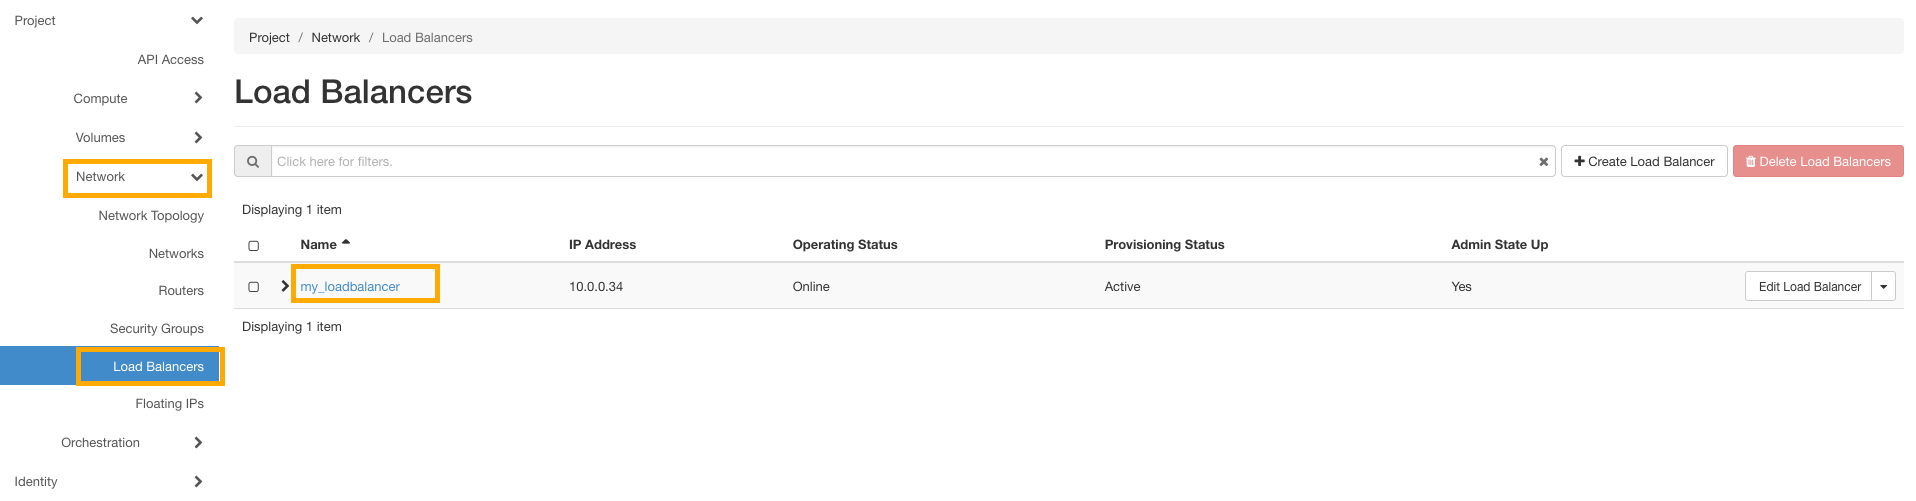 Project
API Access
Compute
Volumes
Network
Network Topology
Networks
Routers
Security Groups
Load Balancers
Floating IPs
Orchestration
Identity
Project / Network / Load Balancers
Load Balancers
Click here for filters.
Create Load Balancer
Delete Load Balancers
Displaying 1 item
Name IP Address Operating Status Provisioning Status Admin State Up
my_loadbalancer 10.0.0.34 Online Active Yes Edit Load Balancer
Displaying 1 item